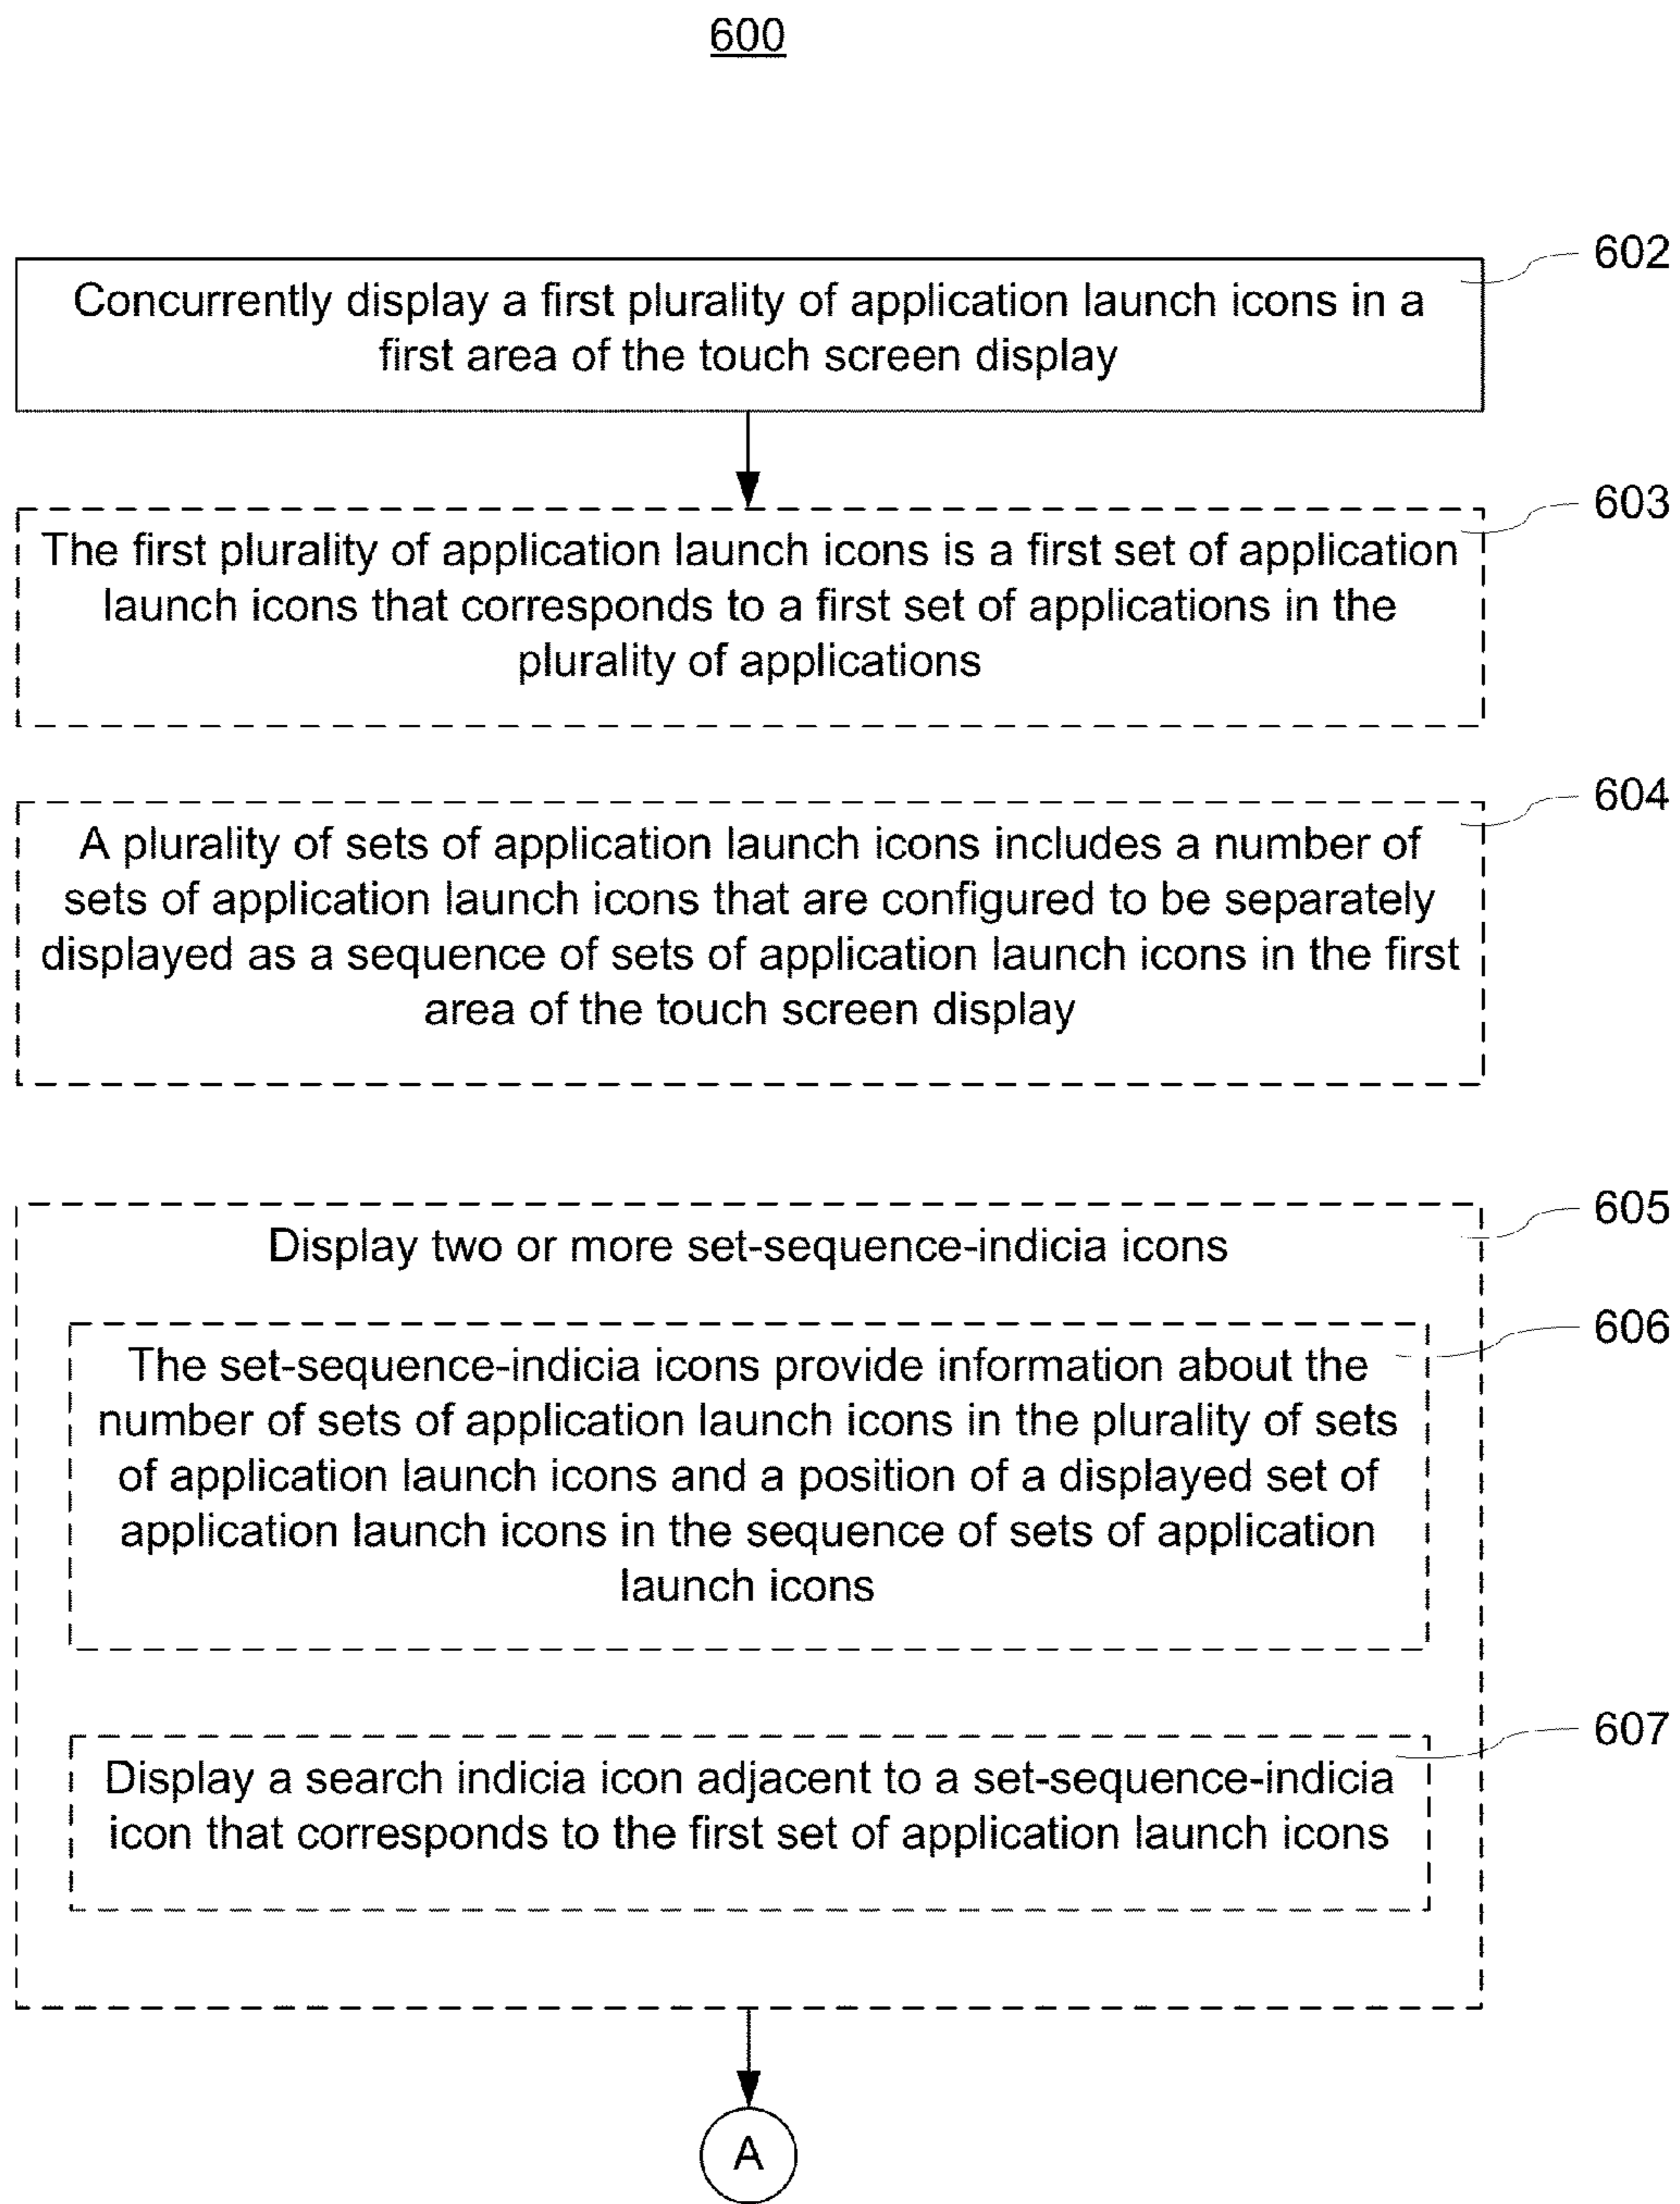 600
602
Concurrently display a first plurality of application launch icons in a
first area of the touch screen display
603
The first plurality of application launch icons is a first set of application
launch icons that corresponds to a first set of applications in the
plurality of applications
604
A plurality of sets of application launch icons includes a number of
sets of application launch icons that are configured to be separately
displayed as a sequence of sets of application launch icons in the first
area of the touch screen display
605
Display two or more set-sequence-indicia icons
606
The set-sequence-indicia icons provide information about the
number of sets of application launch icons in the plurality of sets
of application launch icons and a position of a displayed set of
application launch icons in the sequence of sets of application
launch icons
607
Display a search indicia icon adjacent to a set-sequence-indicia
icon that corresponds to the first set of application launch icons
A